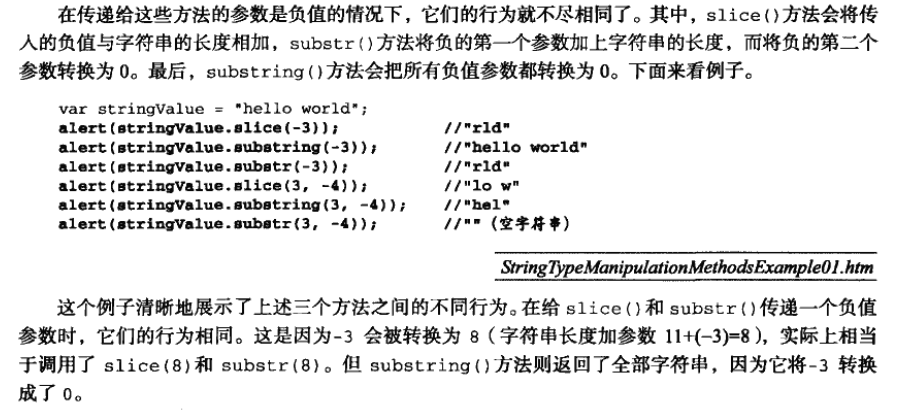 在传递给这些方法的参数是负值的情况下，它们的行为就不尽相同了。其中，slice()方法会将传
入的负值与字符串的长度相加，substr()方法将负的第一个参数加上字符串的长度，而将负的第二个
参数转换为 0。最后，substring()方法会把所有负值参数都转换为 0。下面来看例子。
var stringValue = "hello world";
alert(stringValue.slice(-3)); //"rld"
alert(stringValue.substring(-3)); //"hello world"
alert(stringValue.substr(-3)); //"rld"
alert(stringValue.slice(3, -4)); //"lo w"
alert(stringValue.substring(3, -4)); //"hel"
alert(stringValue.substr(3, -4)); //""（空字符串）
StringTypeManipulationMethodsExample01.htm
这个例子清晰地展示了上述三个方法之间的不同行为。在给 slice()和 substr()传递一个负值
参数时，它们的行为相同。这是因为-3 会被转换为 8（字符串长度加参数 11+(–3)=8），实际上相当
于调用了 slice(8)和 substr(8)。但 substring()方法则返回了全部字符串，因为它将-3 转换
成了 0。